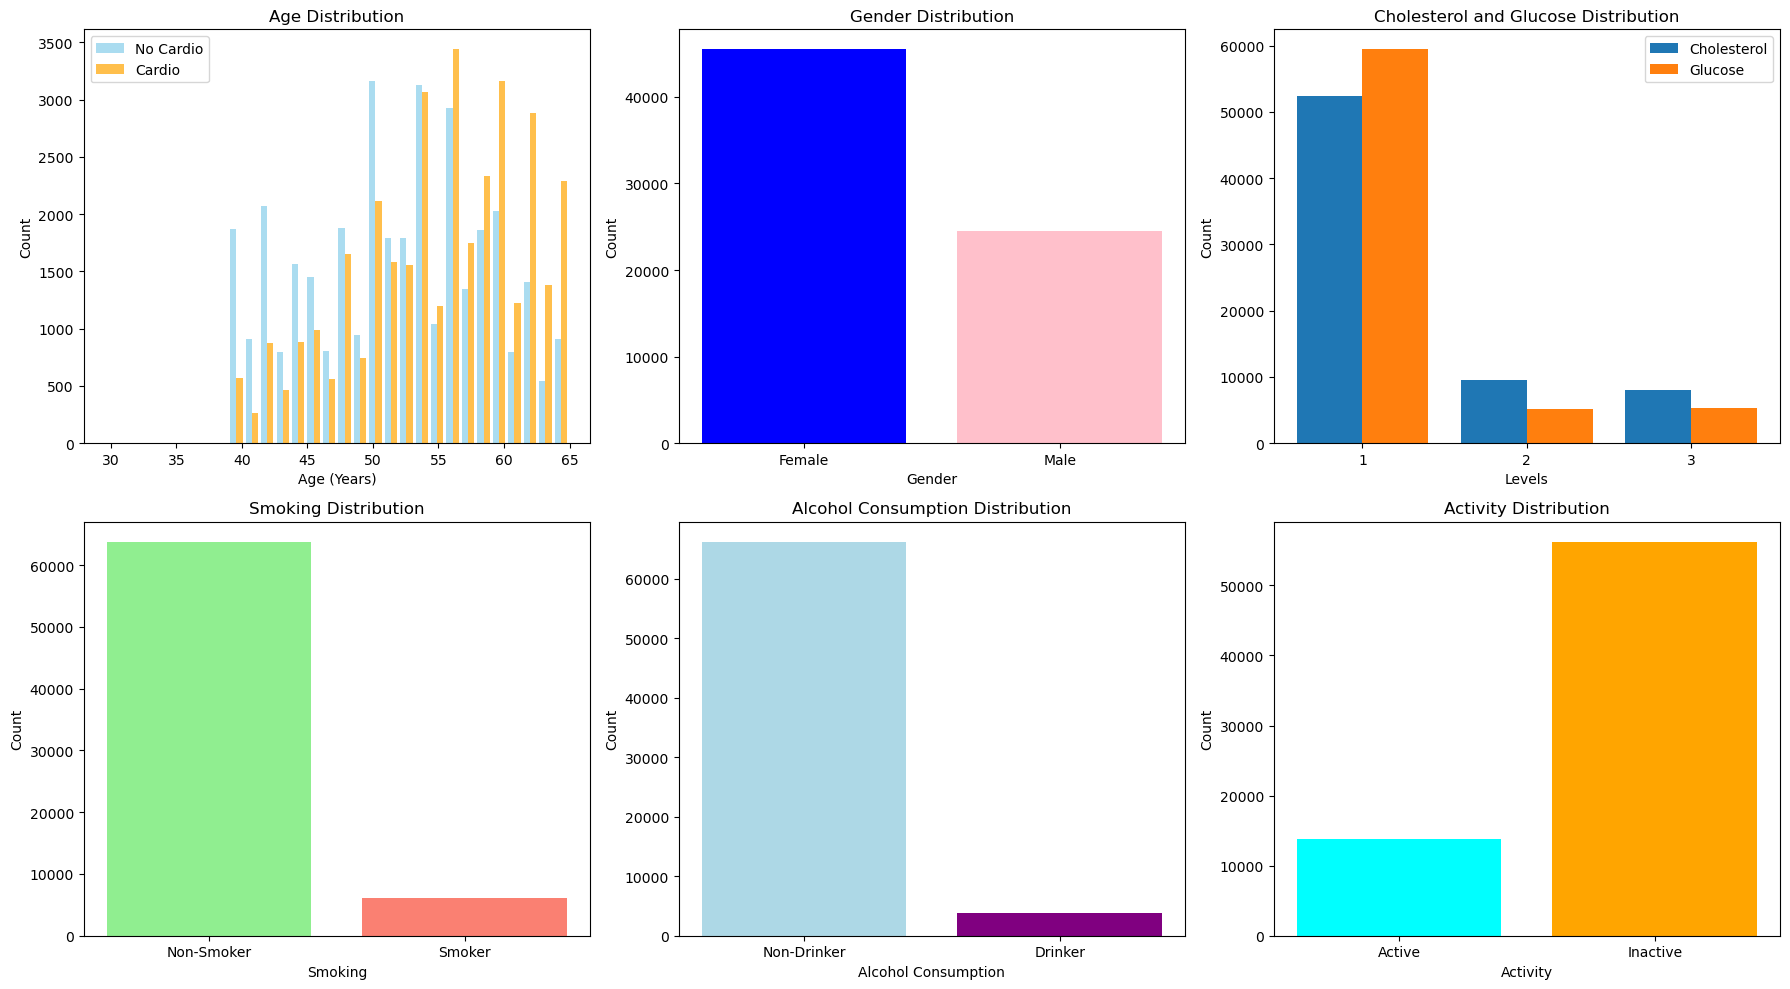 Age Distribution
No Cardio
Cardio
3500
3000
2500
2000
1500
1000
500
0
Count
30 35 40 45 50 55 60 65
Age (Years)
Gender Distribution
40000
30000
20000
10000
0
Count
Female Male
Gender
Cholesterol and Glucose Distribution
Cholesterol
Glucose
60000
50000
40000
30000
20000
10000
0
Count
1 2 3
Levels
Smoking Distribution
60000
50000
40000
30000
20000
10000
0
Count
Non-Smoker Smoker
Smoking
Alcohol Consumption Distribution
60000
50000
40000
30000
20000
10000
0
Count
Non-Drinker Drinker
Alcohol Consumption
Activity Distribution
50000
40000
30000
20000
10000
0
Count
Active Inactive
Activity